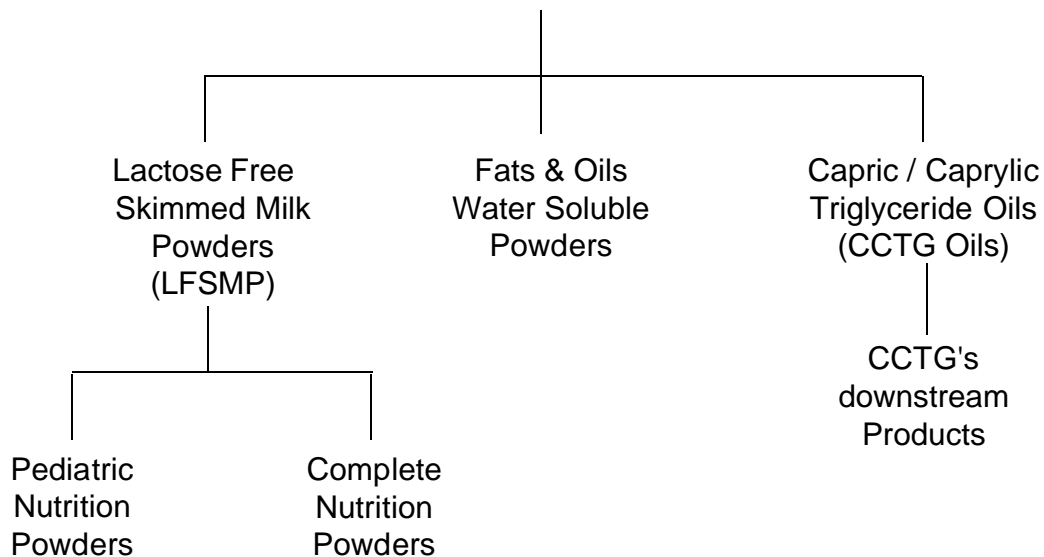 Lactose Free
Skimmed Milk
Powders
(LFSMP)
Fats & Oils
Water Soluble
Powders
Capric / Caprylic
Triglyceride Oils
(CCTG Oils)
CCTG's
downstream
Products
Pediatric
Nutrition
Powders
Complete
Nutrition
Powders